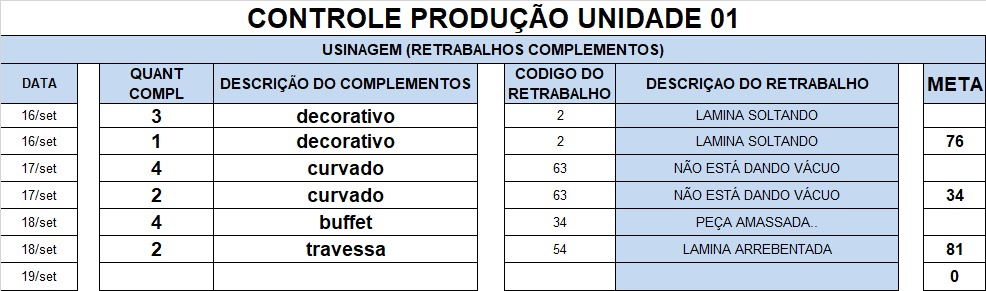 CONTROLE PRODUÇÃO UNIDADE 01
USINAGEM (RETRABALHOS COMPLEMENTOS)
DATA QUANT COMPL DESCRIÇÃO DO COMPLEMENTOS CODIGO DO RETRABALHO DESCRIÇAO DO RETRABALHO META
16/set 3 decorativo 2 LAMINA SOLTANDO
16/set 1 decorativo 2 LAMINA SOLTANDO 76
17/set 4 curvado 63 NÃO ESTÁ DANDO VÁCUO
17/set 2 curvado 63 NÃO ESTÁ DANDO VÁCUO 34
18/set 4 buffet 34 PEÇA AMASSADA..
18/set 2 travessa 54 LAMINA ARREBENTADA 81
19/set 0